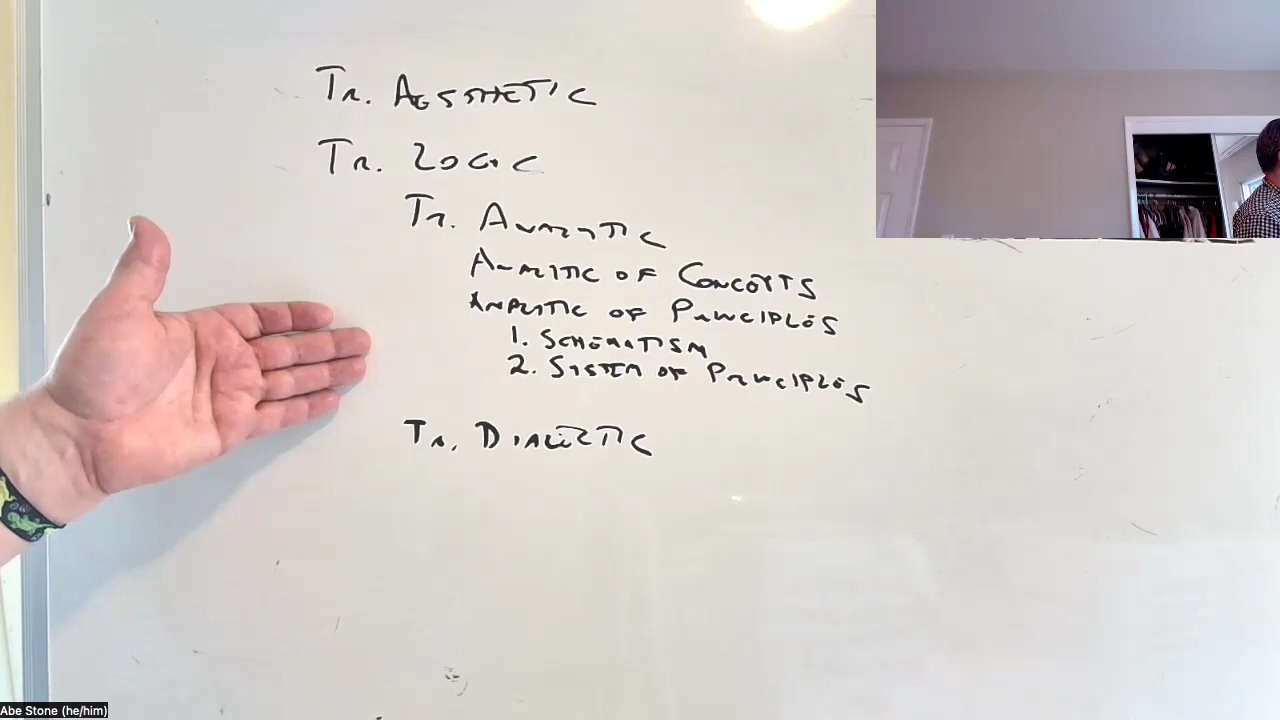 Tr. Aesthetic
Tr. Logic
Tr. Analytic
Analytic of Concepts
Analytic of Principles
1. Schematism
2. System of Principles
Tr. Dialectic
Abe Stone (he/him)